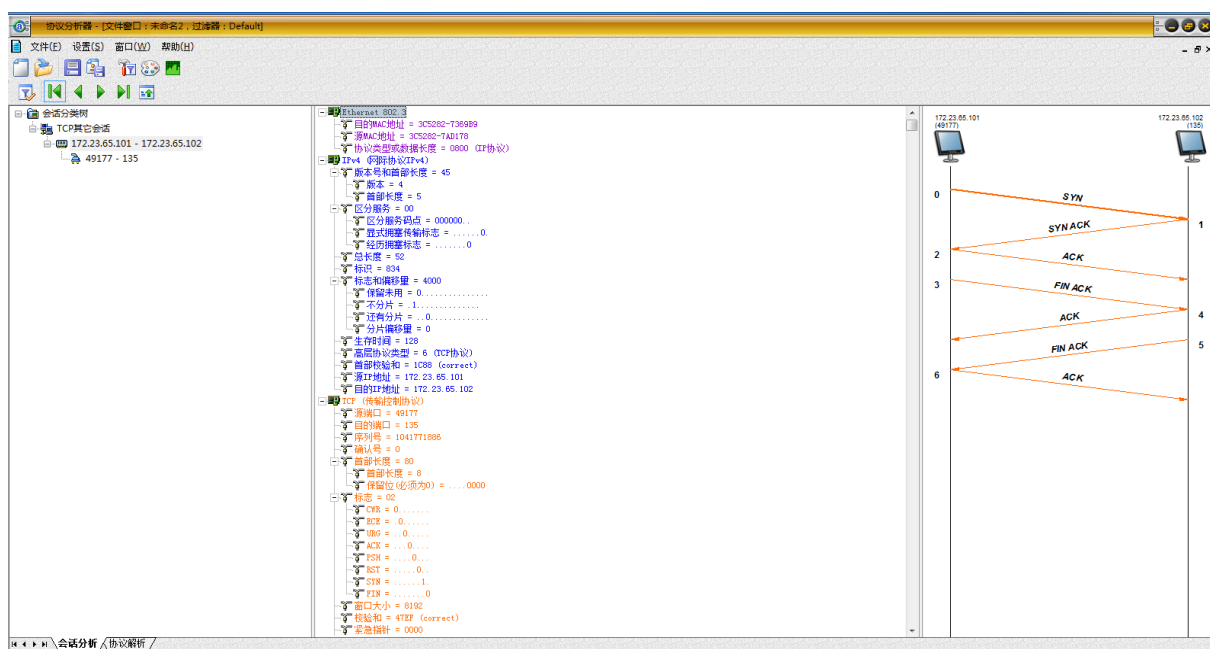 协议分析器 - [文件窗口：未命名2，过滤器：Default]
文件(F) 设置(S) 窗口(W) 帮助(H)
会话分类树
TCP其它会话
172.23.65.101 - 172.23.65.102
49177 - 135
Ethernet 802.3
目的MAC地址 = 3C5282-7369B9
源MAC地址 = 3C5282-7AD178
协议类型或数据长度 = 0800 (IP协议)
IPv4 (网际协议IPv4)
版本号和首部长度 = 45
版本 = 4
首部长度 = 5
区分服务 = 00
区分服务码点 = 000000..
显式拥塞传输标志 = ......0.
经历拥塞标志 = .......0
总长度 = 52
标识 = 834
标志和偏移量 = 4000
保留未用 = 0...............
不分片 = .1..............
还有分片 = ..0.............
分片偏移量 = 0
生存时间 = 128
高层协议类型 = 6 (TCP协议)
首部校验和 = 1C88 (correct)
源IP地址 = 172.23.65.101
目的IP地址 = 172.23.65.102
TCP (传输控制协议)
源端口 = 49177
目的端口 = 135
序列号 = 1041771886
确认号 = 0
首部长度 = 80
首部长度 = 8
保留位(必须为0) = ....0000
标志 = 02
CWR = 0.......
ECE = .0......
URG = ..0.....
ACK = ...0....
PSH = ....0...
RST = .....0..
SYN = ......1.
FIN = .......0
窗口大小 = 8192
校验和 = 47EF (correct)
紧急指针 = 0000
172.23.65.101
(49177)
172.23.65.102
(135)
0
SYN
1
SYN ACK
2
ACK
3
FIN ACK
4
ACK
5
FIN ACK
6
ACK
会话分析
协议解析